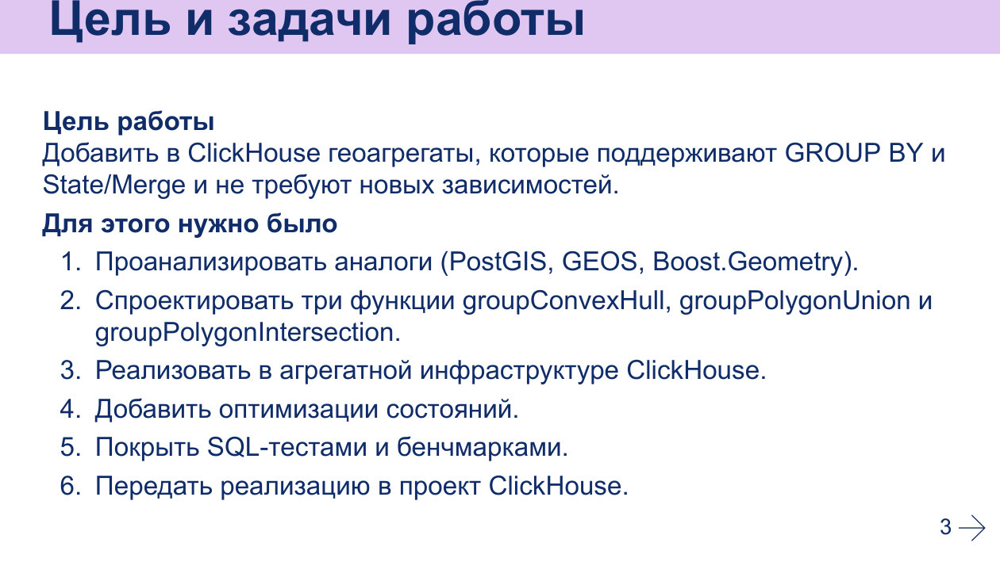 Цель и задачи работы
Цель работы
Добавить в ClickHouse геоагрегаты, которые поддерживают GROUP BY и
State/Merge и не требуют новых зависимостей.
Для этого нужно было
1. Проанализировать аналоги (PostGIS, GEOS, Boost.Geometry).
2. Спроектировать три функции groupConvexHull, groupPolygonUnion и
groupPolygonIntersection.
3. Реализовать в агрегатной инфраструктуре ClickHouse.
4. Добавить оптимизации состояний.
5. Покрыть SQL-тестами и бенчмарками.
6. Передать реализацию в проект ClickHouse.
3